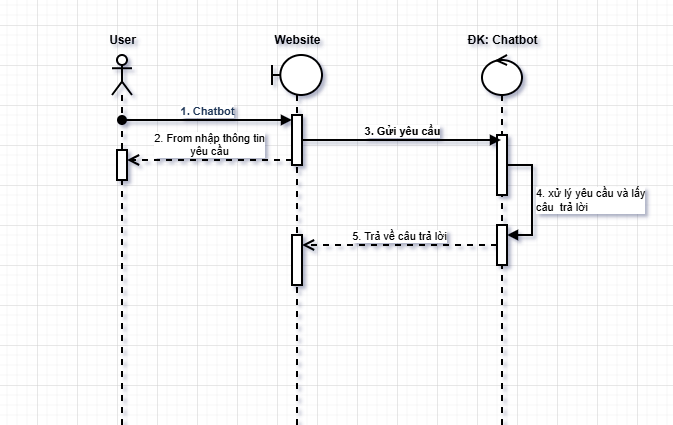 User
Website
ĐK: Chatbot
1. Chatbot
2. From nhập thông tin
yêu cầu
3. Gửi yêu cầu
4. xử lý yêu cầu và lấy
câu trả lời
5. Trả về câu trả lời